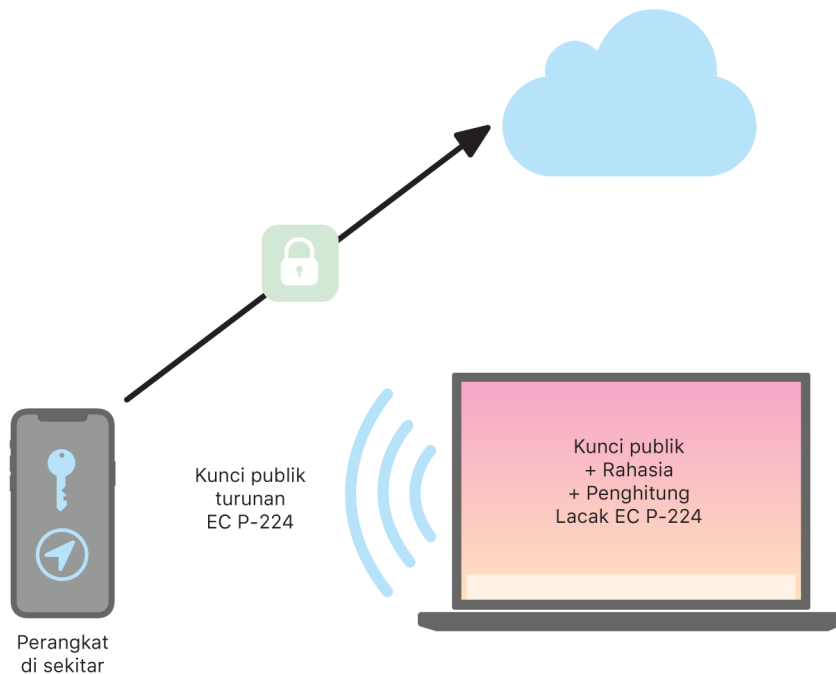 Kunci publik
turunan
EC P-224
Kunci publik
+ Rahasia
+ Penghitung
Lacak EC P-224
Perangkat
di sekitar